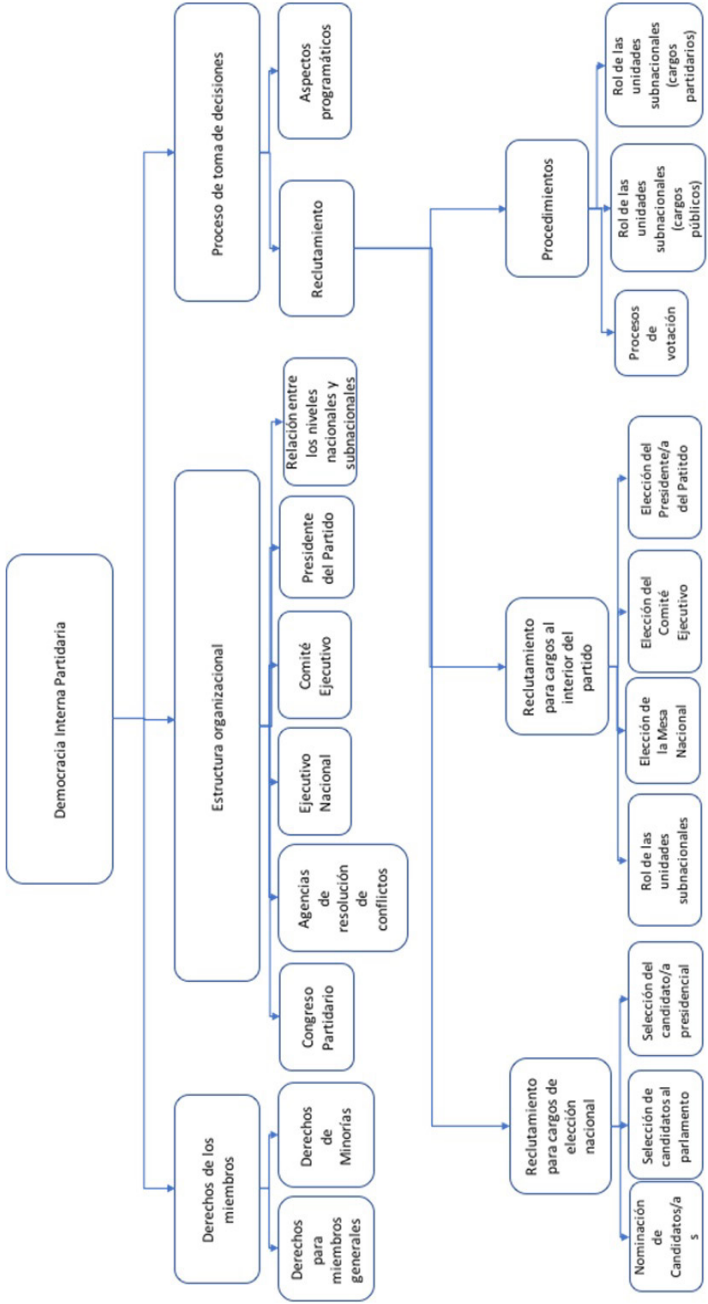 Democracia Interna Partidaria
Derechos de los
miembros
Estructura organizacional
Proceso de toma de decisiones
Derechos
para
miembros
generales
Derechos
de
Minorías
Congreso
Partidario
Agencias
de
resolución
de
conflictos
Ejecutivo
Nacional
Comité
Ejecutivo
Presidente
del Partido
Relación entre
los niveles
nacionales y
subnacionales
Reclutamiento
Aspectos
programáticos
Reclutamiento
para cargos de
elección
nacional
Reclutamiento
para cargos al
interior del
partido
Procedimientos
Nominación
de
Candidatos/a
s
Selección de
candidatos al
parlamento
Selección del
candidato/a
presidencial
Rol de las
unidades
subnacionales
Elección de
la Mesa
Nacional
Elección del
Comité
Ejecutivo
Elección del
Presidente/a
del Patitdo
Procesos
de
votación
Rol de las
unidades
subnacionales
(cargos
públicos)
Rol de las
unidades
subnacionales
(cargos
partidarios)